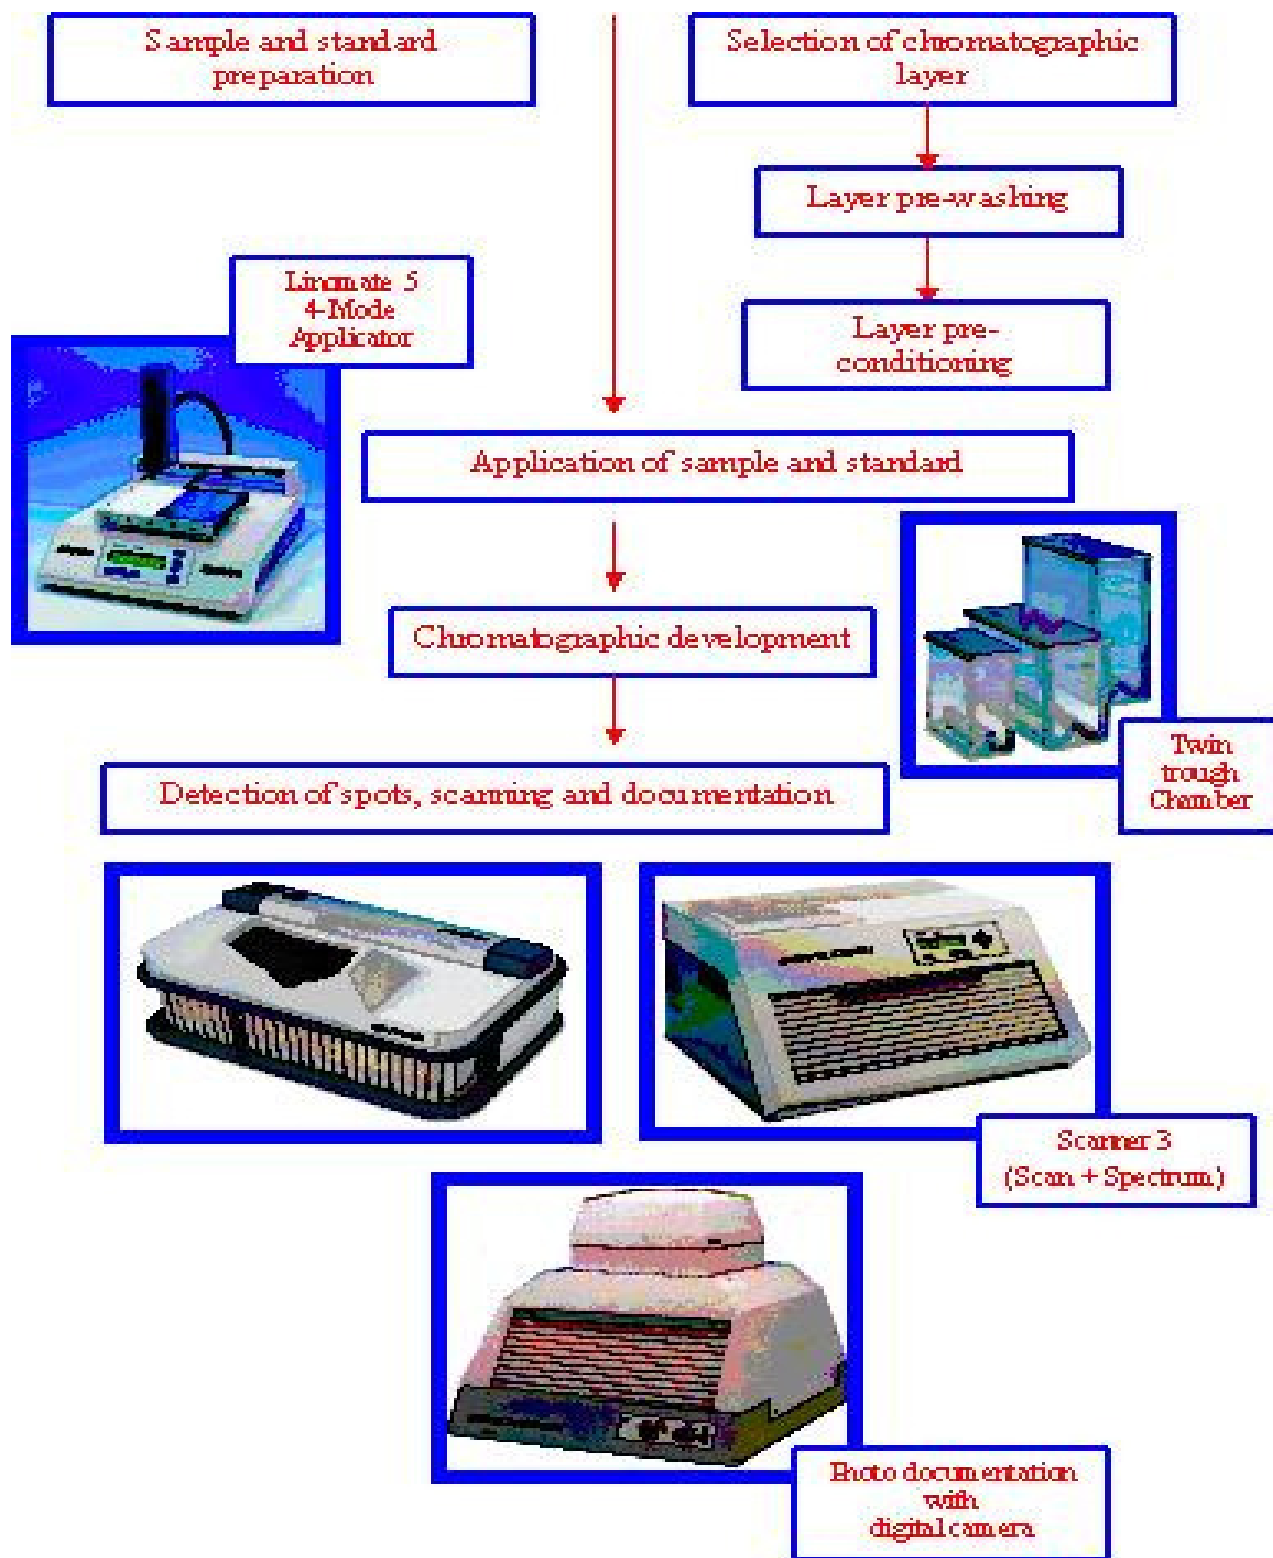 Sample and standard
preparation
Selection of chromatographic
layer
Layer pre-washing
Layer pre-
conditioning
Linomate 5
4-Mode
Applicator
Application of sample and standard
Chromatographic development
Twin
trough
Chamber
Detection of spots, scanning and documentation
Scanner 3
(Scan + Spectrum)
Photo documentation
with
digital camera